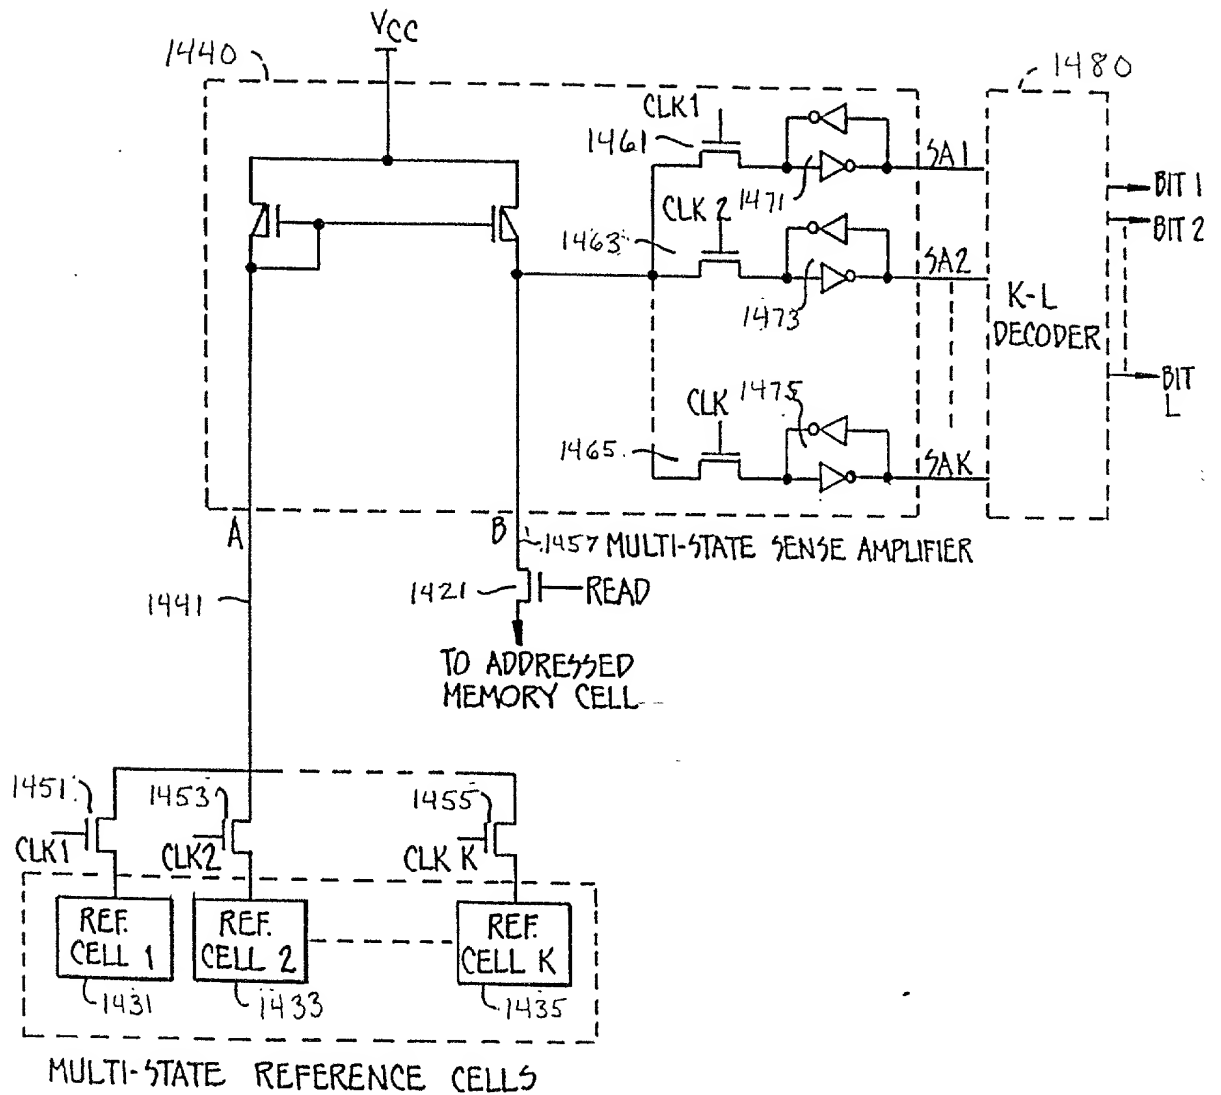 VCC
1440
1480
CLK1
1461
SA1
1471
BIT 1
CLK 2
BIT 2
1463
SA2
K-L
DECODER
1473
BIT
L
CLK
1475
1465
SAK
A
B
1457
MULTI-STATE SENSE AMPLIFIER
1421
READ
1441
TO ADDRESSED
MEMORY CELL
1451
1453
1455
CLK1
CLK2
CLK K
REF.
CELL 1
REF.
CELL 2
REF.
CELL K
1431
1433
1435
MULTI-STATE REFERENCE CELLS